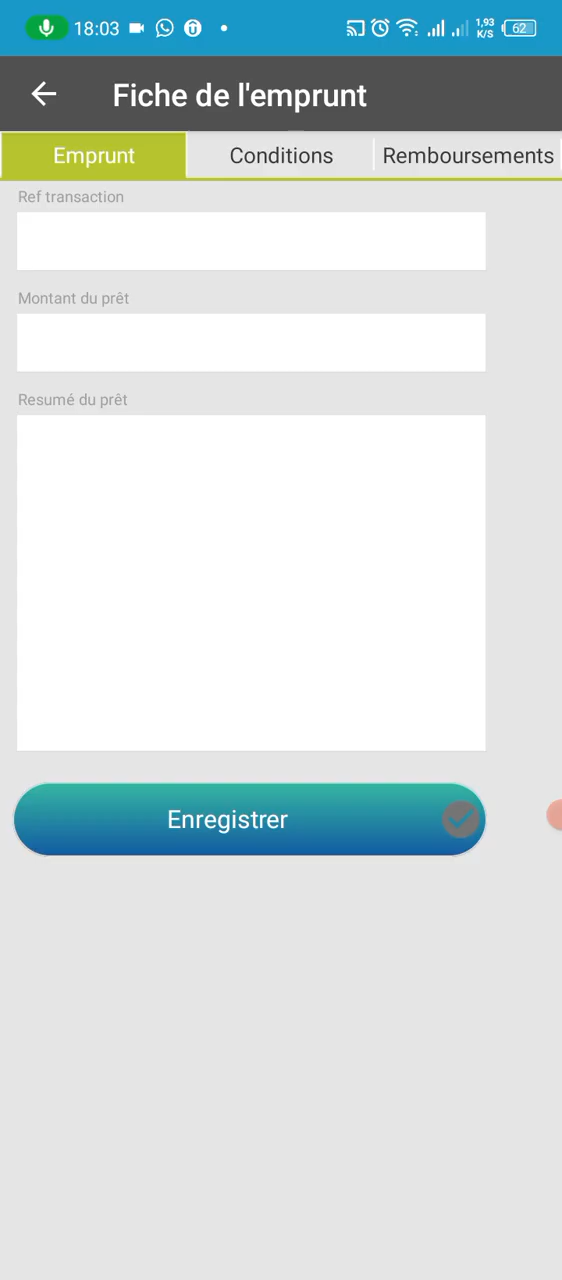 18:03
1,93
K/S
62
Fiche de l'emprunt
Emprunt
Conditions
Remboursements
Ref transaction
Montant du prêt
Resumé du prêt
Enregistrer